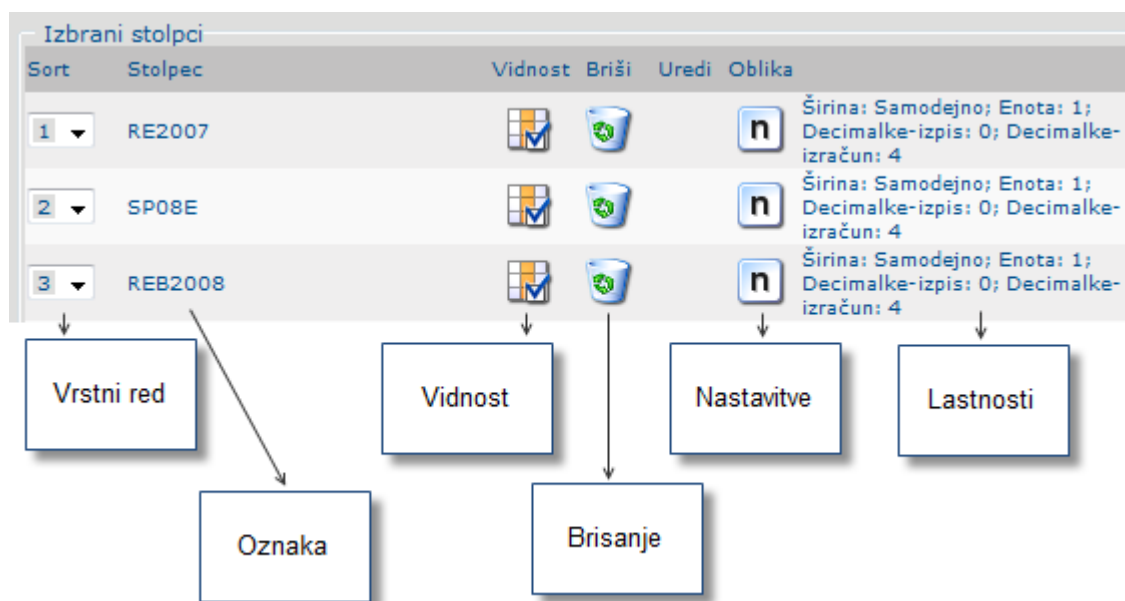 Izbrani stolpci
Sort Stolpec Vidnost Briši Uredi Oblika
1 RE2007 n Širina: Samodejno; Enota: 1;
Decimalke-izpis: 0; Decimalke-
izračun: 4
2 SP08E n Širina: Samodejno; Enota: 1;
Decimalke-izpis: 0; Decimalke-
izračun: 4
3 REB2008 n Širina: Samodejno; Enota: 1;
Decimalke-izpis: 0; Decimalke-
izračun: 4
Vrstni red Vidnost Nastavitve Lastnosti
Oznaka Brisanje